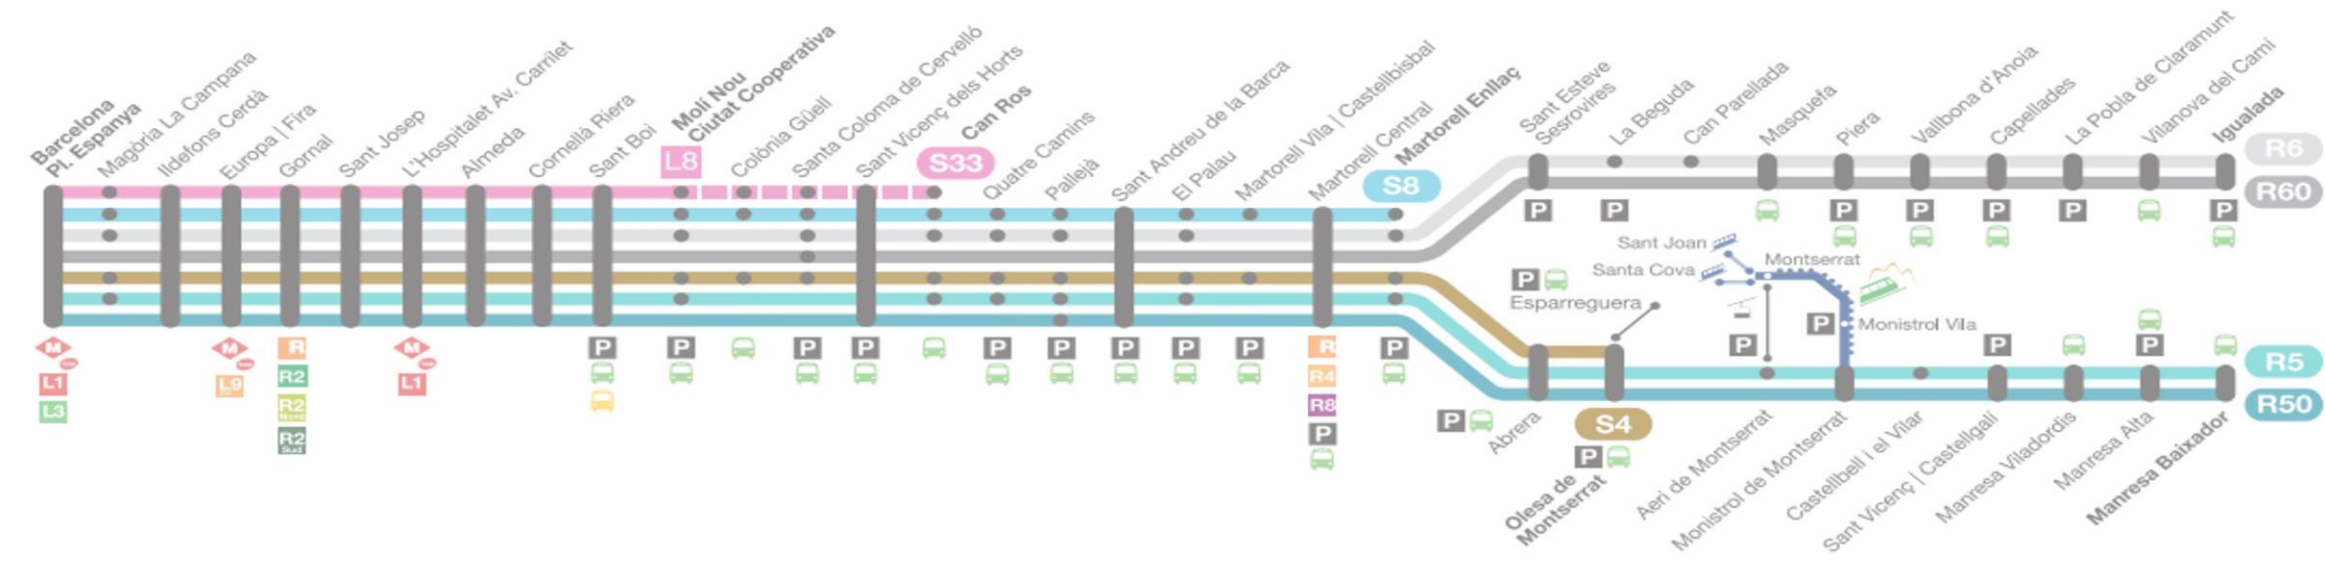 Barcelona
Pl. Espanya
Magòria La Campana
Ildefons Cerdà
Europa | Fira
Gornal
Sant Josep
L'Hospitalet Av. Carrilet
Almeda
Cornellà Riera
Sant Boi
Molí Nou
Ciutat Cooperativa
L8
Colònia Güell
Santa Coloma de Cervelló
Sant Vicenç dels Horts
Can Ros
S33
Quatre Camins
Pallejà
Sant Andreu de la Barca
El Palau
Martorell Vila | Castellbisbal
Martorell Central
Martorell Enllaç
S8
Sant Esteve
Sesrovires
La Beguda
Can Parellada
Masquefa
Piera
Vallbona d'Anoia
Capellades
La Pobla de Claramunt
Vilanova del Camí
Igualada
R6
R60
P
P
P
P
P
P
P
Sant Joan
Santa Cova
Montserrat
P
Esparreguera
P
P
Monistrol Vila
M
L1
L3
M
L9
R
R2
R2
Nord
R2
Sud
M
L1
P
P
P
P
P
P
P
P
P
R
R4
R8
P
P
P
P
R5
R50
P
Abrera
S4
P
Olesa de
Montserrat
Aeri de Montserrat
Monistrol de Montserrat
Castellbell i el Vilar
Sant Vicenç | Castellgalí
Manresa Viladordis
Manresa Alta
Manresa Baixador